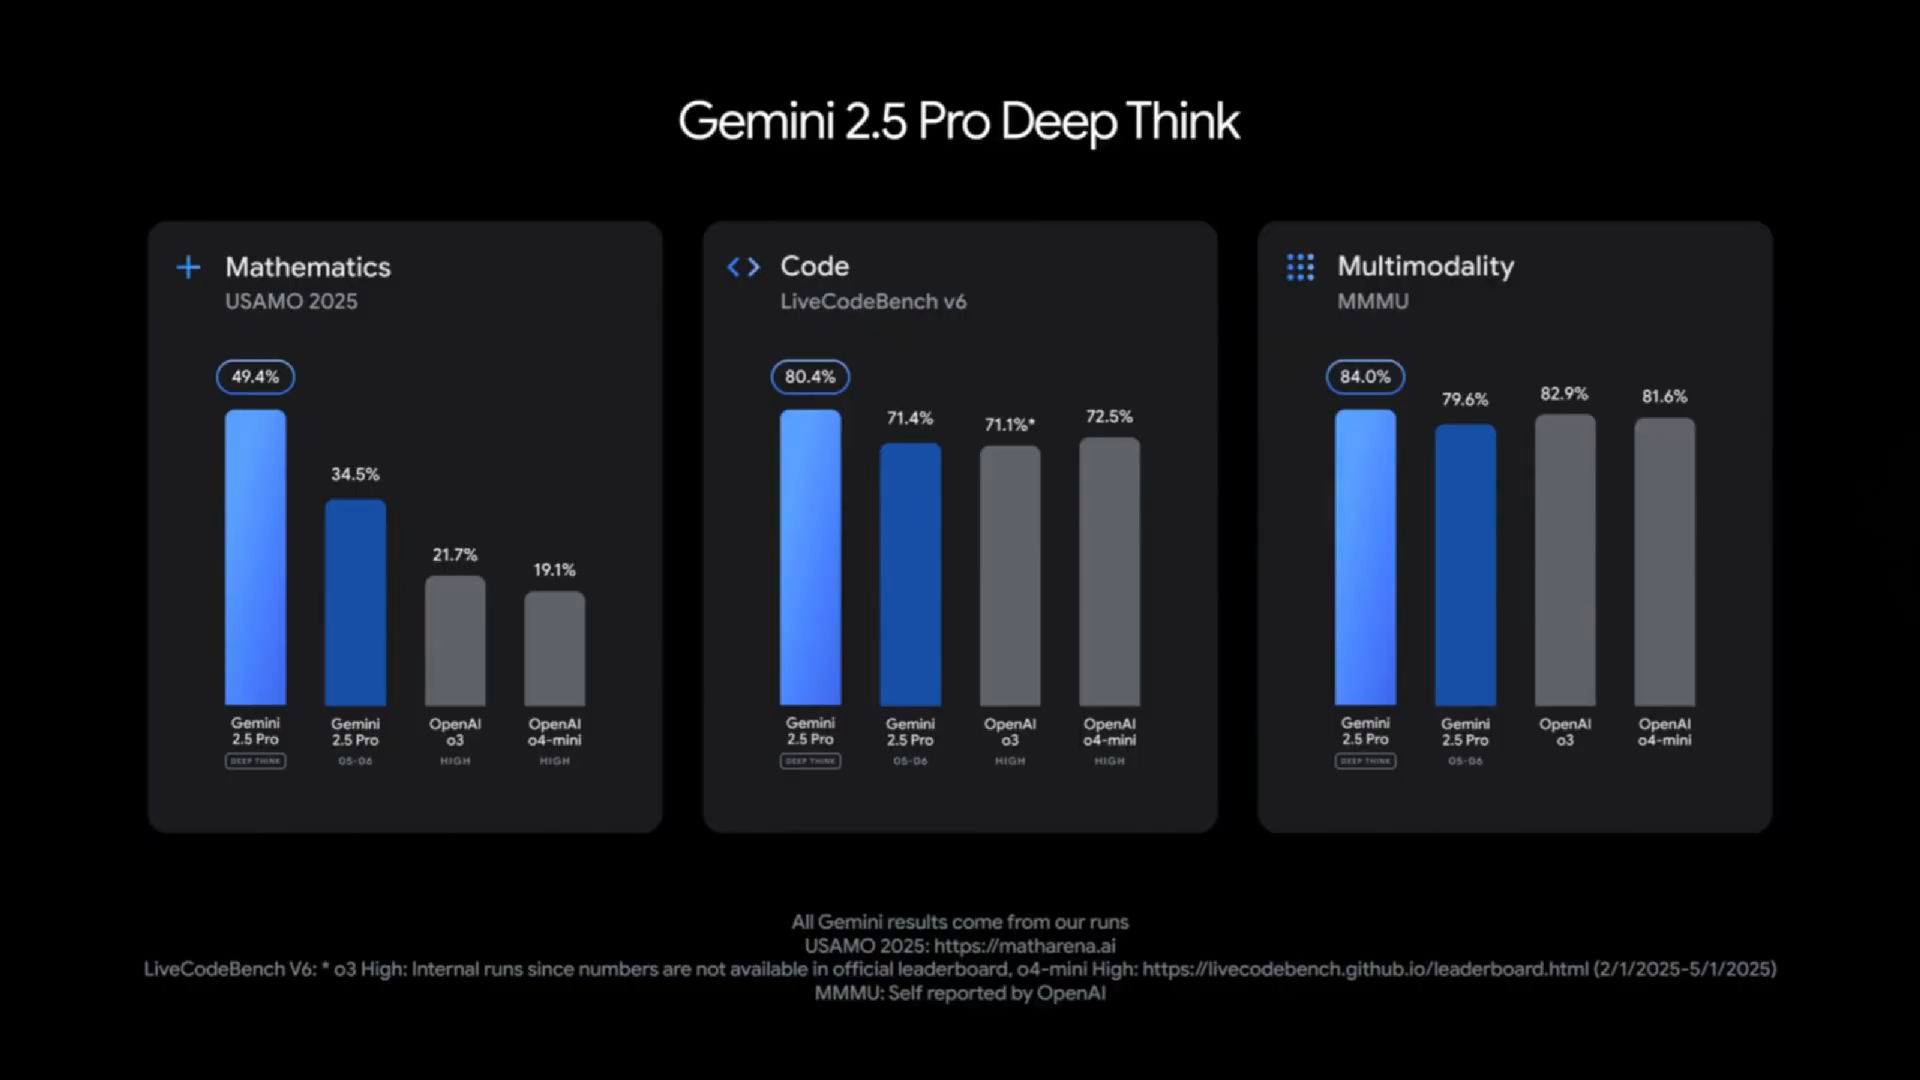 Gemini 2.5 Pro Deep Think
Mathematics
USAMO 2025
49.4%
34.5%
21.7%
19.1%
Gemini
2.5 Pro
DEEP THINK
Gemini
2.5 Pro
05-06
OpenAI
o3
HIGH
OpenAI
o4-mini
HIGH
Code
LiveCodeBench v6
80.4%
71.4%
71.1%*
72.5%
Gemini
2.5 Pro
DEEP THINK
Gemini
2.5 Pro
05-06
OpenAI
o3
HIGH
OpenAI
o4-mini
HIGH
Multimodality
MMMU
84.0%
79.6%
82.9%
81.6%
Gemini
2.5 Pro
DEEP THINK
Gemini
2.5 Pro
05-06
OpenAI
o3
OpenAI
o4-mini
All Gemini results come from our runs
USAMO 2025: https://matharena.ai
LiveCodeBench V6: * o3 High: Internal runs since numbers are not available in official leaderboard, o4-mini High: https://livecodebench.github.io/leaderboard.html (2/1/2025-5/1/2025)
MMMU: Self reported by OpenAI